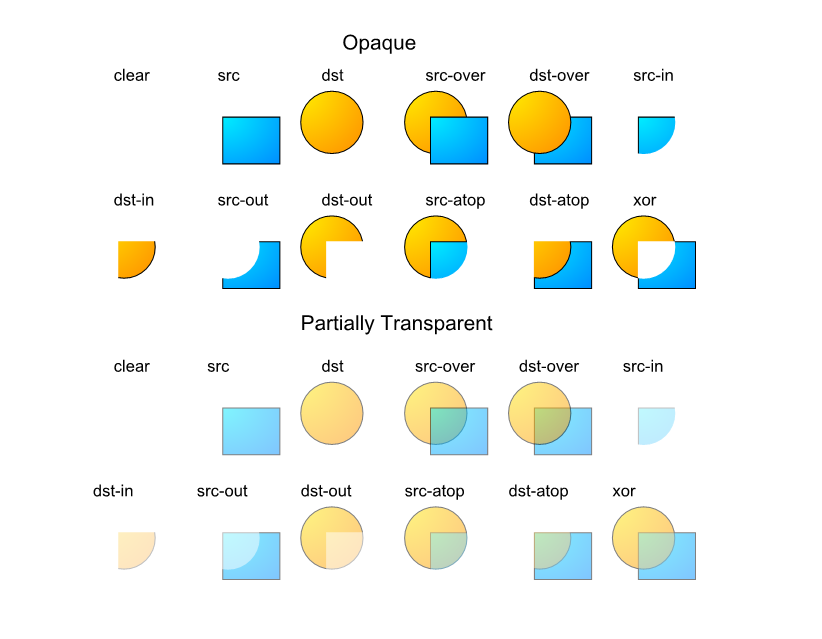 Opaque
clear src dst src-over dst-over src-in
dst-in src-out dst-out src-atop dst-atop xor
Partially Transparent
clear src dst src-over dst-over src-in
dst-in src-out dst-out src-atop dst-atop xor